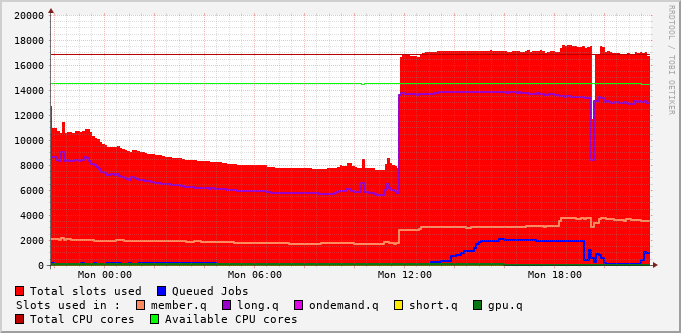 20000
18000
16000
14000
12000
10000
8000
6000
4000
2000
0
Mon 00:00 Mon 06:00 Mon 12:00 Mon 18:00
RRDTOOL / TOBI OETIKER
Total slots used Queued Jobs
Slots used in : member.q long.q ondemand.q short.q gpu.q
Total CPU cores Available CPU cores